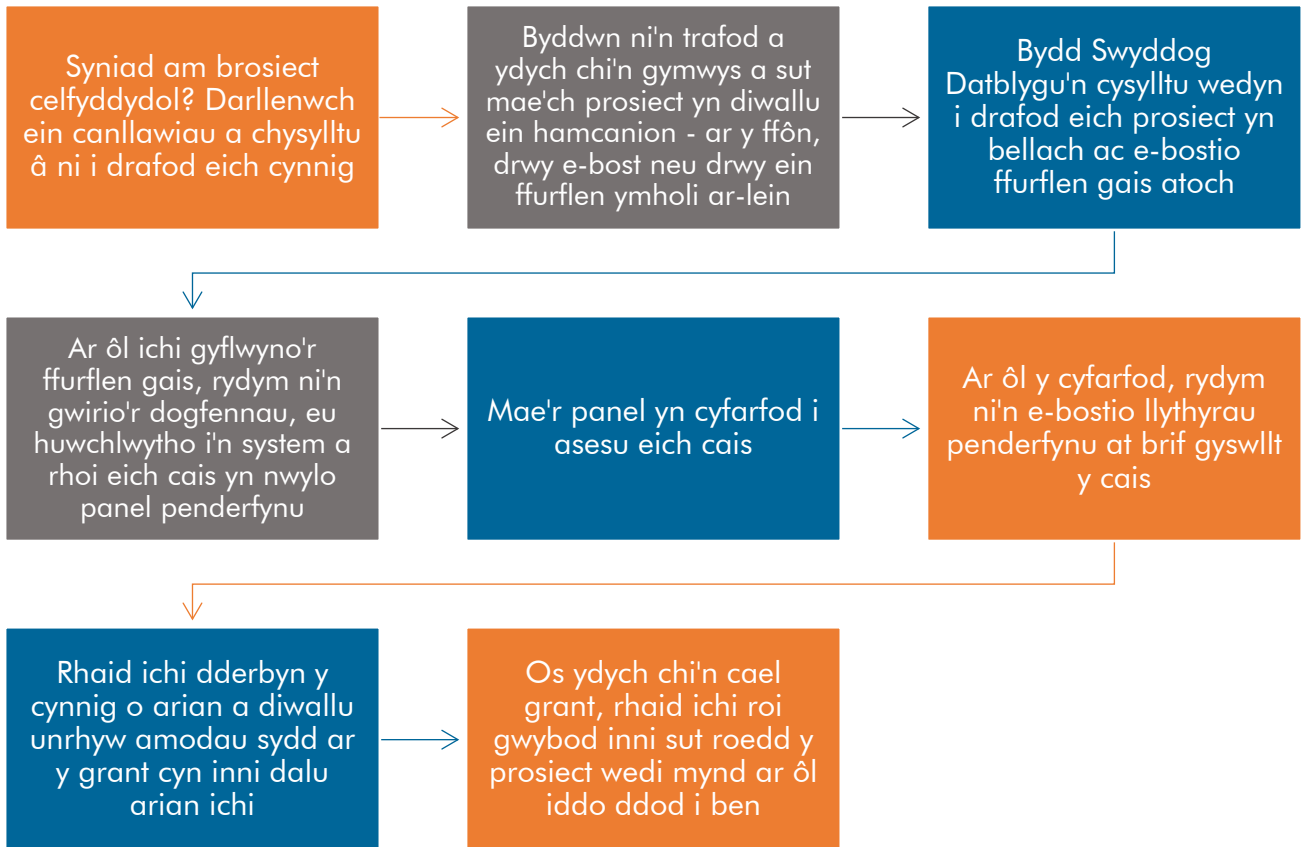 Syniad am brosiect
celfyddydol? Darllenwch
ein canllawiau a chysylltu
â ni i drafod eich cynnig
Byddwn ni'n trafod a
ydych chi'n gymwys a sut
mae'ch prosiect yn diwallu
ein hamcanion - ar y ffôn,
drwy e-bost neu drwy ein
ffurflen ymholi ar-lein
Bydd Swyddog
Datblygu'n cysylltu wedyn
i drafod eich prosiect yn
bellach ac e-bostio
ffurflen gais atoch
Ar ôl ichi gyflwyno'r
ffurflen gais, rydym ni'n
gwirio'r dogfennau, eu
huwchlwytho i'n system a
rhoi eich cais yn nwylo
panel penderfynu
Mae'r panel yn cyfarfod i
asesu eich cais
Ar ôl y cyfarfod, rydym
ni'n e-bostio llythyrau
penderfynu at brif gyswllt
y cais
Rhaid ichi dderbyn y
cynnig o arian a diwallu
unrhyw amodau sydd ar
y grant cyn inni dalu
arian ichi
Os ydych chi'n cael
grant, rhaid ichi roi
gwybod inni sut roedd y
prosiect wedi mynd ar ôl
iddo ddod i ben